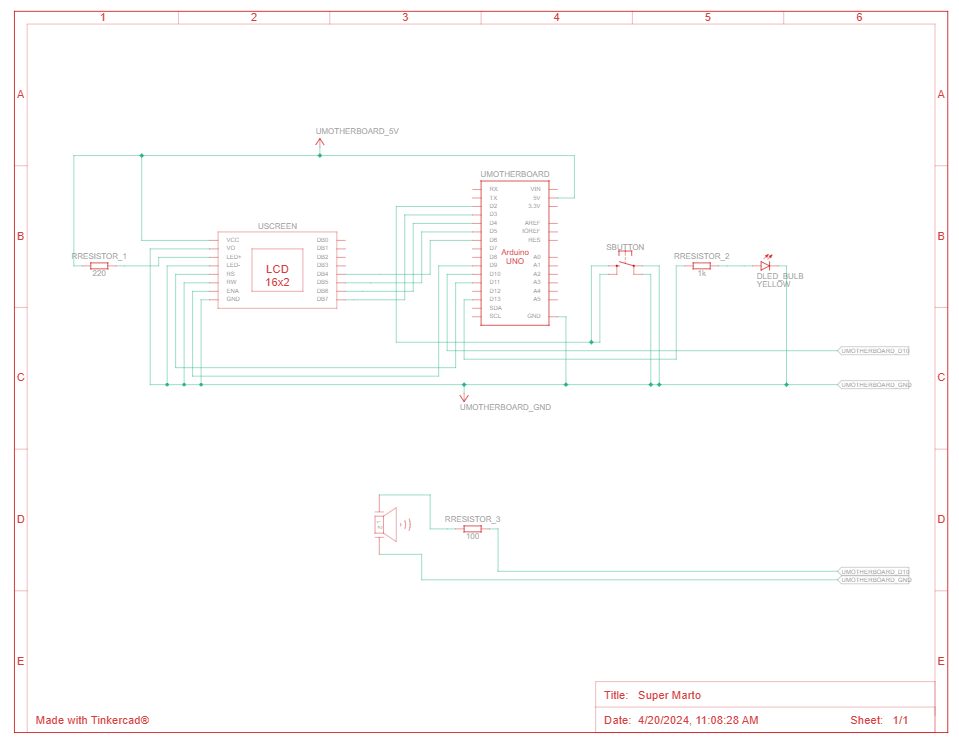 1 2 3 4 5 6
A A
UMOTHERBOARD_5V
UMOTHERBOARD
RX VIN
TX 5V
D2 3.3V
D3
D4 AREF
D5 IOREF
D6 RES
D7
D8 A0
D9 A1
D10 A2
D11 A3
D12 A4
D13 A5
SDA
SCL GND
Arduino
UNO
B B
USCREEN
VCC DB0
VO DB1
LED+ DB2
LED- DB3
RS DB4
RW DB5
ENA DB6
GND DB7
LCD
16x2
RRESISTOR_1
220
SBUTTON
RRESISTOR_2
1k
DLED_BULB
YELLOW
UMOTHERBOARD_D10
C C
UMOTHERBOARD_GND
UMOTHERBOARD_GND
D D
RRESISTOR_3
100
UMOTHERBOARD_D10
UMOTHERBOARD_GND
E E
Title: Super Marto
Made with Tinkercad®
Date: 4/20/2024, 11:08:28 AM Sheet: 1/1